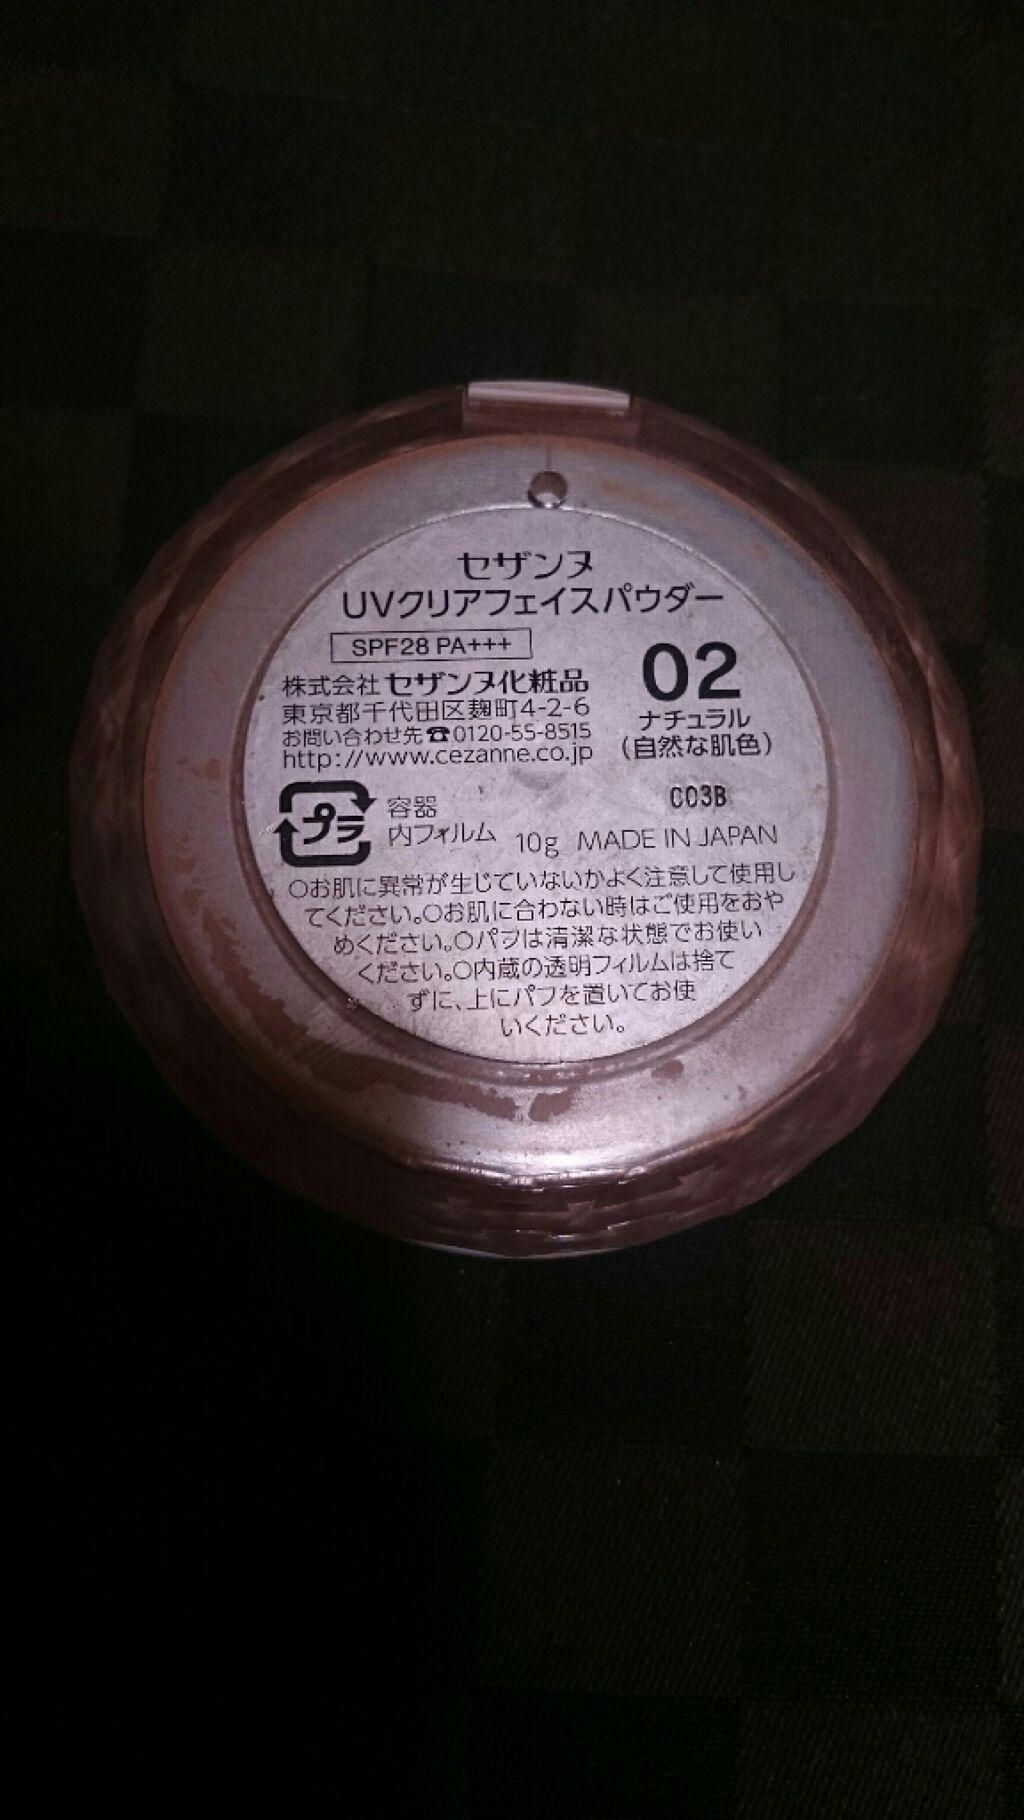 セザンヌ
UVクリアフェイスパウダー
SPF28 PA+++
株式会社セザンヌ化粧品
東京都千代田区麹町4-2-6
お問い合わせ先☎0120-55-8515
http://www.cezanne.co.jp
02
ナチュラル
(自然な肌色)
C03B
プラ
容器
内フィルム
10g MADE IN JAPAN
○お肌に異常が生じていないかよく注意して使用し
てください。○お肌に合わない時はご使用をおや
めください。○パフは清潔な状態でお使い
ください。○内蔵の透明フィルムは捨て
ずに、上にパフを置いてお使
いください。